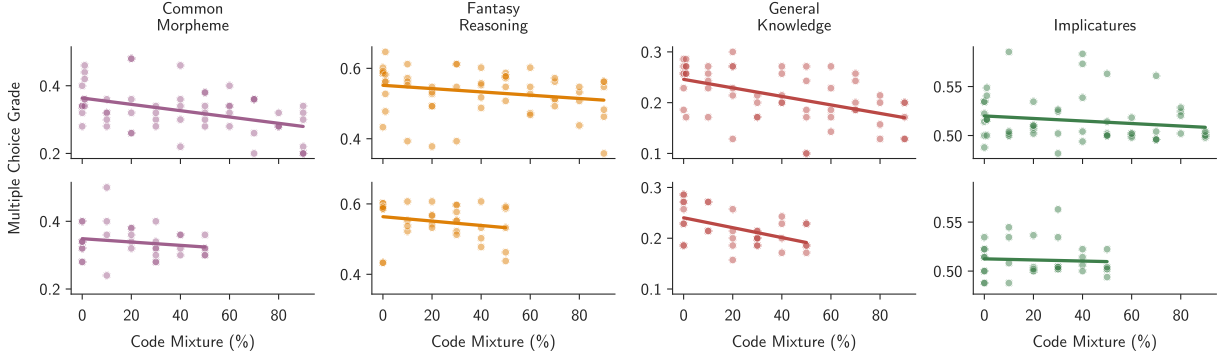 Common
Morpheme
Fantasy
Reasoning
General
Knowledge
Implicatures
Multiple Choice Grade
0.4
0.2
0.6
0.4
0.3
0.2
0.1
0.55
0.50
0.4
0.2
0.6
0.4
0.3
0.2
0.1
0.55
0.50
0 20 40 60 80
0 20 40 60 80
0 20 40 60 80
0 20 40 60 80
Code Mixture (%)
Code Mixture (%)
Code Mixture (%)
Code Mixture (%)